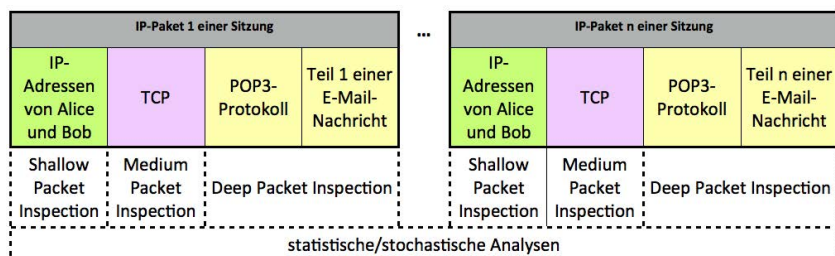 IP-Paket 1 einer Sitzung
IP-
Adressen
von Alice
und Bob
TCP
POP3-
Protokoll
Teil 1 einer
E-Mail-
Nachricht
Shallow
Packet
Inspection
Medium
Packet
Inspection
Deep Packet Inspection
...
IP-Paket n einer Sitzung
IP-
Adressen
von Alice
und Bob
TCP
POP3-
Protokoll
Teil n einer
E-Mail-
Nachricht
Shallow
Packet
Inspection
Medium
Packet
Inspection
Deep Packet Inspection
statistische/stochastische Analysen